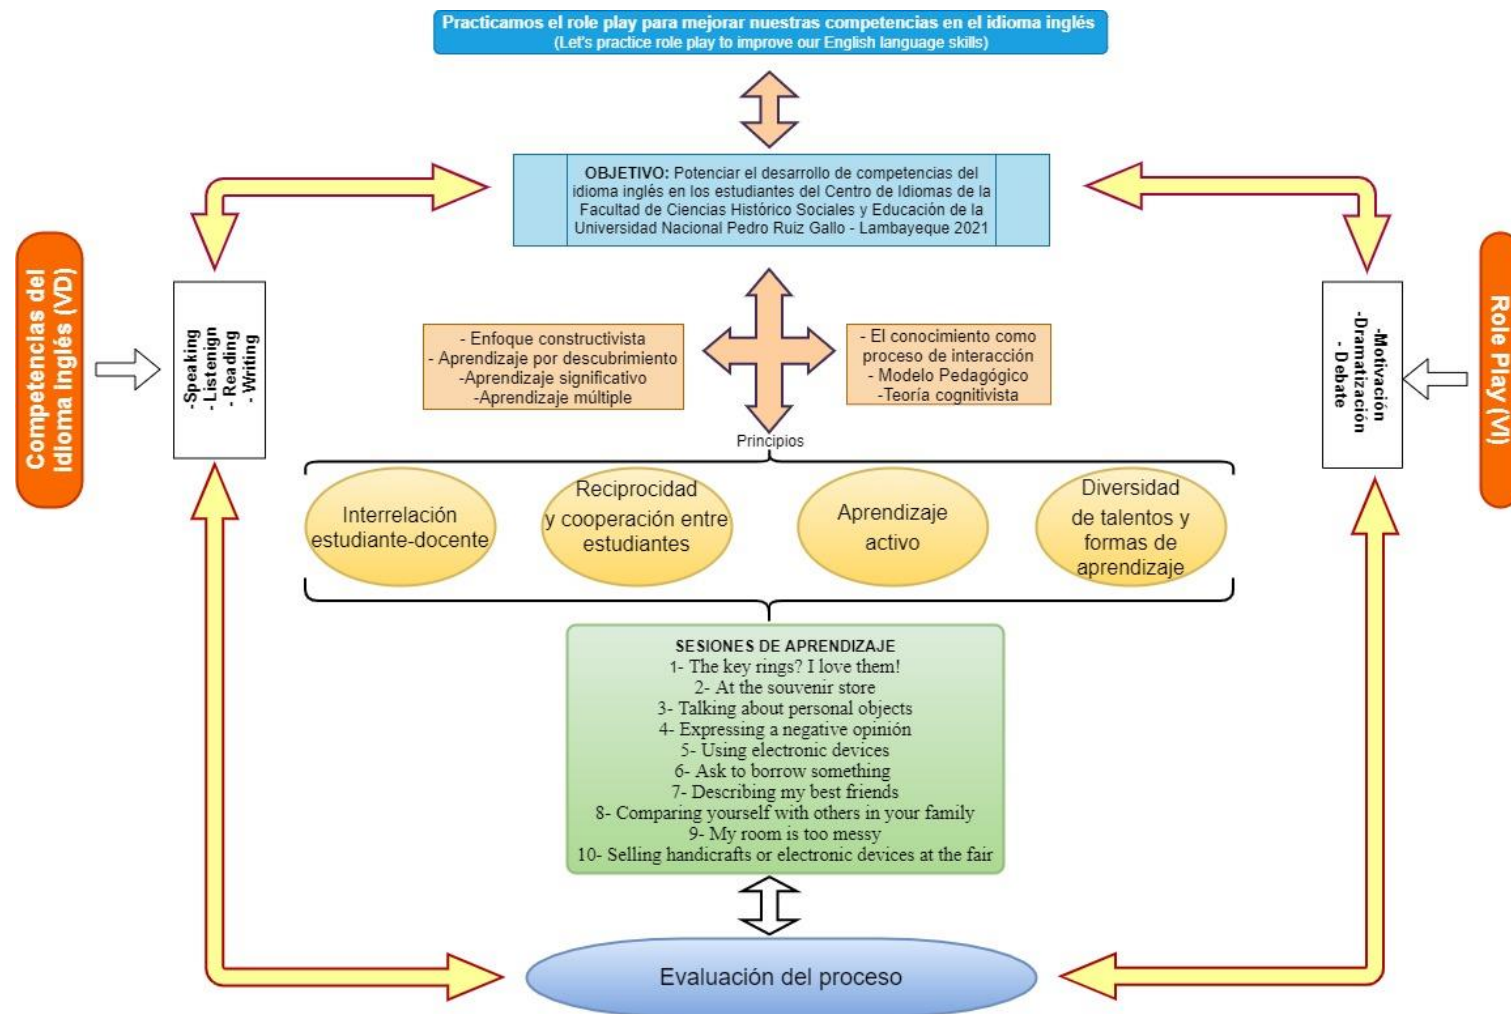 Practicamos el role play para mejorar nuestras competencias en el idioma inglés
(Let's practice role play to improve our English language skills)
OBJETIVO: Potenciar el desarrollo de competencias del
idioma inglés en los estudiantes del Centro de Idiomas de la
Facultad de Ciencias Histórico Sociales y Educación de la
Universidad Nacional Pedro Ruiz Gallo - Lambayeque 2021
Competencias del
Idioma Inglés (VD)
-Speaking
- Listenign
- Reading
- Writing
- Enfoque constructivista
- Aprendizaje por descubrimiento
-Aprendizaje significativo
-Aprendizaje múltiple
- El conocimiento como
proceso de interacción
- Modelo Pedagógico
-Teoría cognitivista
-Motivación
-Dramatización
- Debate
Role Play (VI)
Principios
Interrelación
estudiante-docente
Reciprocidad
y cooperación entre
estudiantes
Aprendizaje
activo
Diversidad
de talentos y
formas de
aprendizaje
SESIONES DE APRENDIZAJE
1- The key rings? I love them!
2- At the souvenir store
3- Talking about personal objects
4- Expressing a negative opinión
5- Using electronic devices
6- Ask to borrow something
7- Describing my best friends
8- Comparing yourself with others in your family
9- My room is too messy
10- Selling handicrafts or electronic devices at the fair
Evaluación del proceso